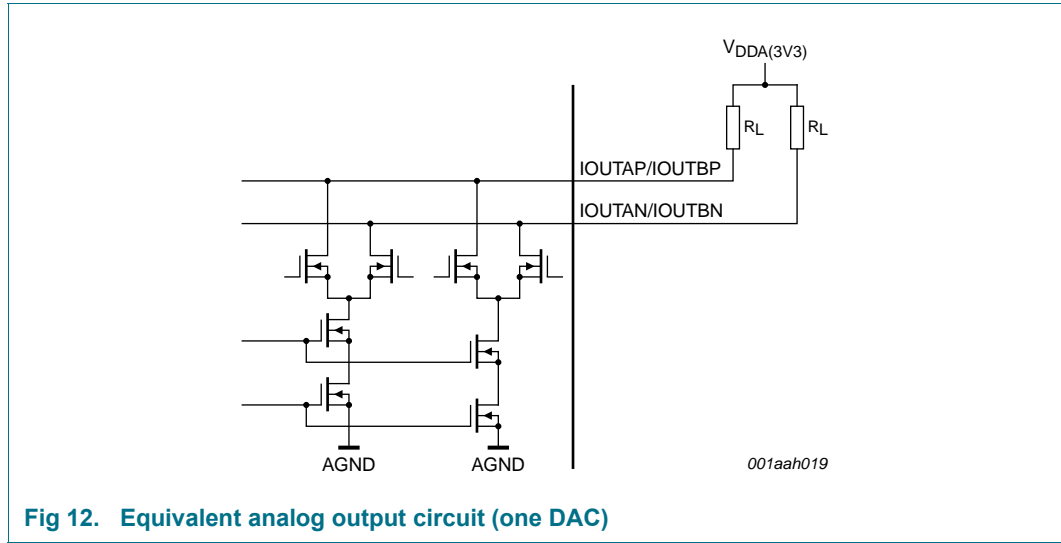 VDDA(3V3)
RL RL
IOUTAP/IOUTBP
IOUTAN/IOUTBN
AGND AGND
001aah019
Fig 12. Equivalent analog output circuit (one DAC)